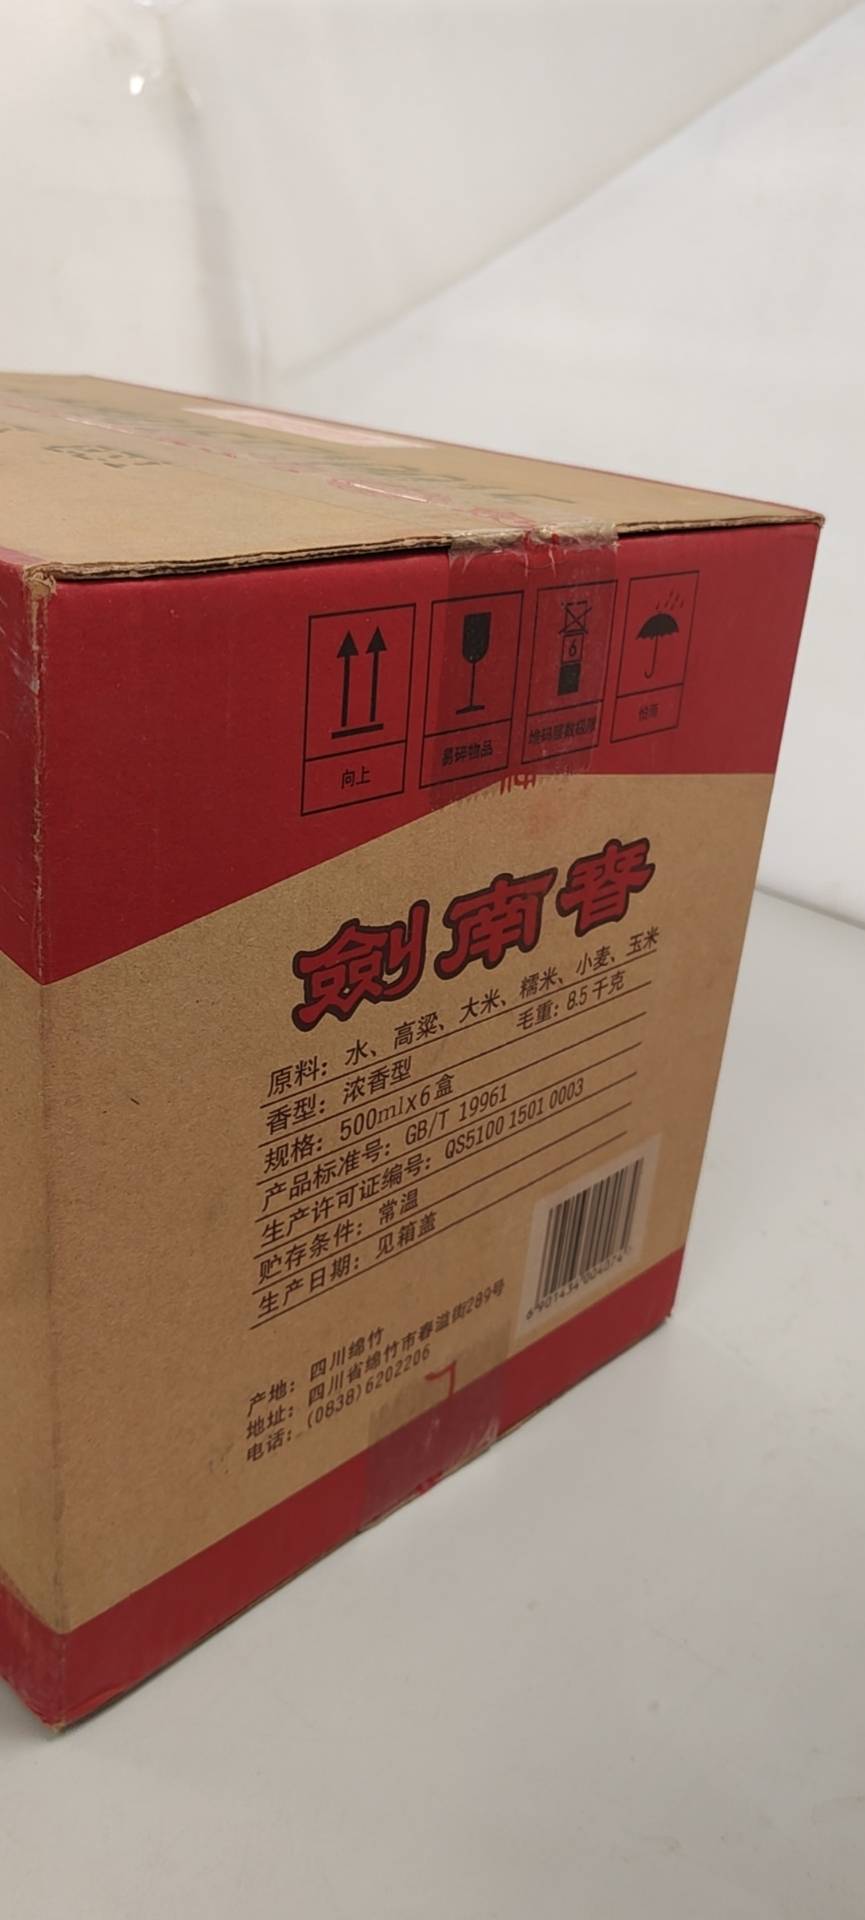 向上
易碎物品
6
堆码层数极限
怕雨
劍南春
原料：水、高粱、大米、糯米、小麦、玉米
香型：浓香型 毛重：8.5千克
规格：500mlx6盒
产品标准号：GB/T 19961
生产许可证编号：QS5100 1501 0003
贮存条件：常温
生产日期：见箱盖
6901434004074
产地：四川绵竹
地址：四川省绵竹市春溢街289号
电话：(0838)6202206